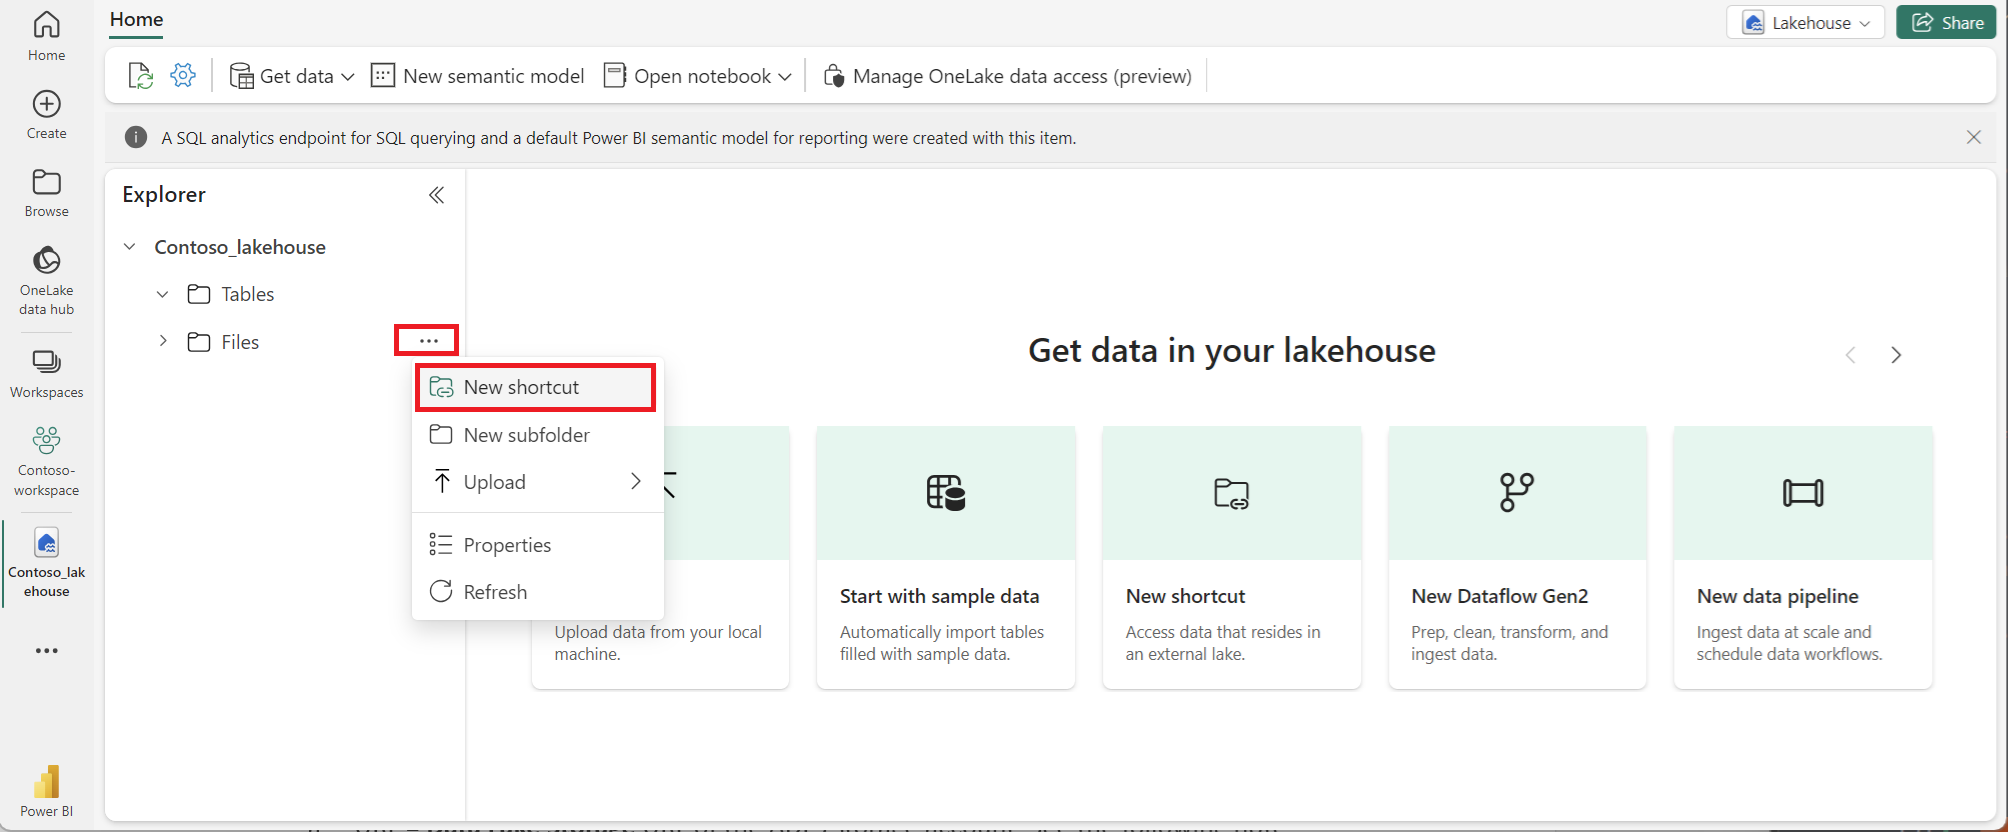 Home
Lakehouse
Share
Get data
New semantic model
Open notebook
Manage OneLake data access (preview)
A SQL analytics endpoint for SQL querying and a default Power BI semantic model for reporting were created with this item.
Home
Create
Browse
OneLake
data hub
Workspaces
Contoso-
workspace
Contoso_lak
ehouse
Power BI
Explorer
Contoso_lakehouse
Tables
Files
New shortcut
New subfolder
Upload
Properties
Refresh
Get data in your lakehouse
Upload data from your local
machine.
Start with sample data
Automatically import tables
filled with sample data.
New shortcut
Access data that resides in
an external lake.
New Dataflow Gen2
Prep, clean, transform, and
ingest data.
New data pipeline
Ingest data at scale and
schedule data workflows.